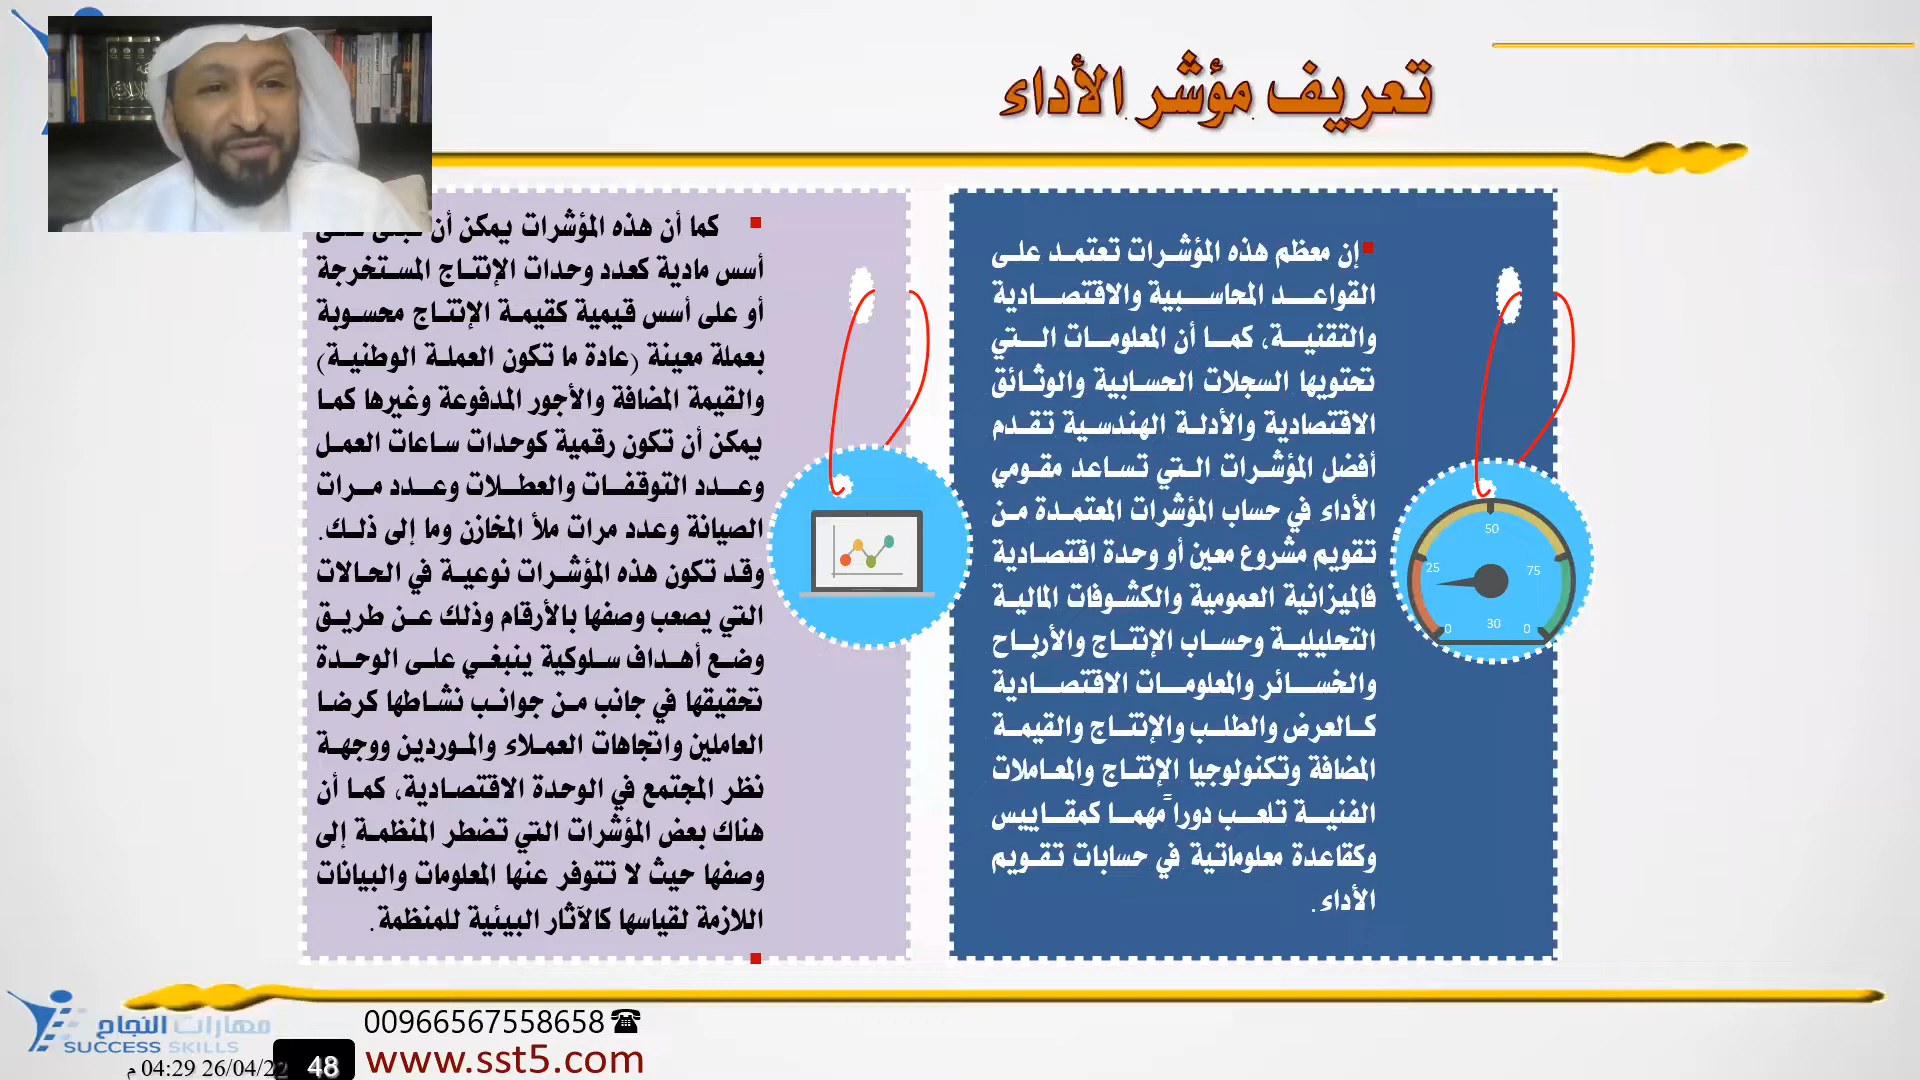 تعريف مؤشر الأداء
إن معظم هذه المؤشرات تعتمد على
القواعد المحاسبية والاقتصادية
والتقنية، كما أن المعلومات التي
تحتويها السجلات الحسابية والوثائق
الاقتصادية والأدلة الهندسية تقدم
أفضل المؤشرات التي تساعد مقومي
الأداء في حساب المؤشرات المعتمدة من
تقويم مشروع معين أو وحدة اقتصادية
فالميزانية العمومية والكشوفات المالية
التحليلية وحساب الإنتاج والأرباح
والخسائر والمعلومات الاقتصادية
كالعرض والطلب والإنتاج والقيمة
المضافة وتكنولوجيا الإنتاج والمعاملات
الفنية تلعب دوراً مهما كمقاييس
وكقاعدة معلوماتية في حسابات تقويم
الأداء.
50
25
75
0
30
0
كما أن هذه المؤشرات يمكن أن
أسس مادية كعدد وحدات الإنتاج المستخرجة
أو على أسس قيمية كقيمة الإنتاج محسوبة
بعملة معينة (عادة ما تكون العملة الوطنية)
والقيمة المضافة والأجور المدفوعة وغيرها كما
يمكن أن تكون رقمية كوحدات ساعات العمل
وعدد التوقفات والعطلات وعدد مرات
الصيانة وعدد مرات ملأ المخازن وما إلى ذلك.
وقد تكون هذه المؤشرات نوعية في الحالات
التي يصعب وصفها بالأرقام وذلك عن طريق
وضع أهداف سلوكية ينبغي على الوحدة
تحقيقها في جانب من جوانب نشاطها كرضا
العاملين واتجاهات العملاء والموردين ووجهة
نظر المجتمع في الوحدة الاقتصادية، كما أن
هناك بعض المؤشرات التي تضطر المنظمة إلى
وصفها حيث لا تتوفر عنها المعلومات والبيانات
اللازمة لقياسها كالآثار البيئية للمنظمة.
00966567558658
www.sst5.com
مهارات النجاح
SUCCESS SKILLS
04:29 26/04/22 م
48